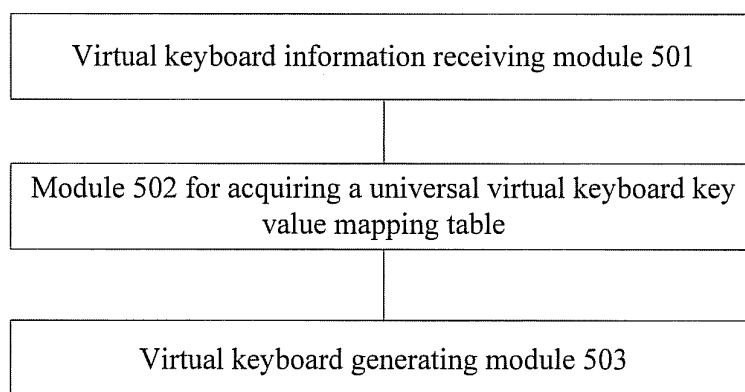 Virtual keyboard information receiving module 501
Module 502 for acquiring a universal virtual keyboard key
value mapping table
Virtual keyboard generating module 503